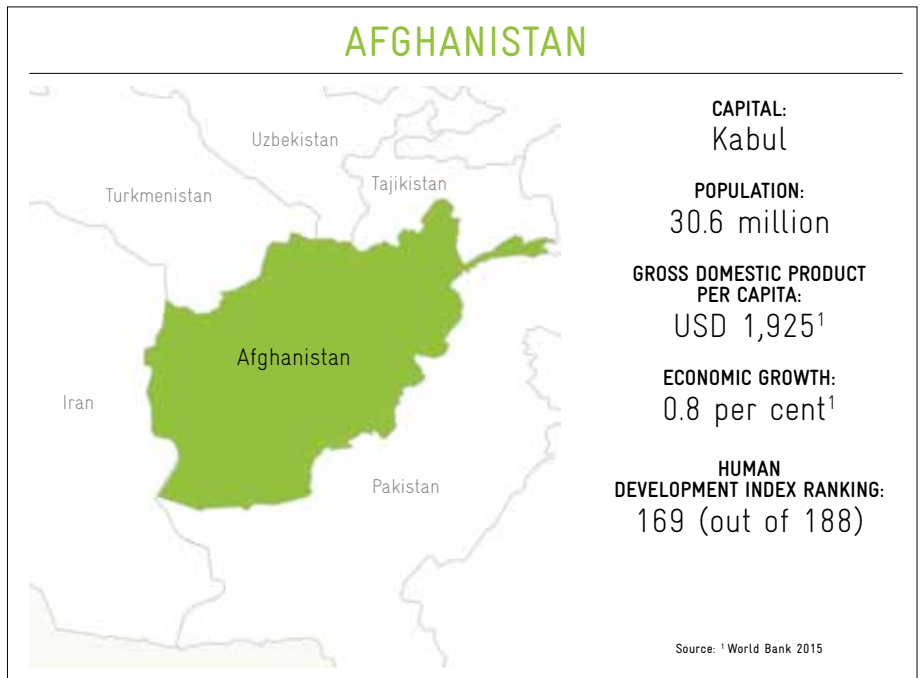 AFGHANISTAN
Uzbekistan
Tajikistan
Turkmenistan
Afghanistan
Iran
Pakistan
CAPITAL:
Kabul
POPULATION:
30.6 million
GROSS DOMESTIC PRODUCT
PER CAPITA:
USD 1,925¹
ECONOMIC GROWTH:
0.8 per cent¹
HUMAN
DEVELOPMENT INDEX RANKING:
169 (out of 188)
Source: ¹ World Bank 2015